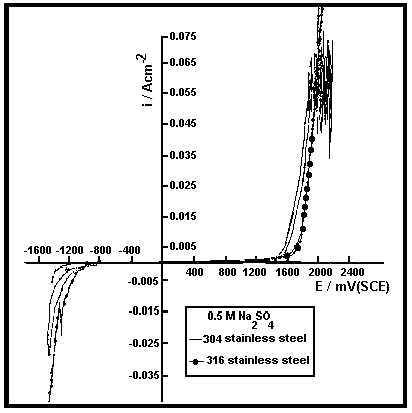 i / Acm-2
0.075
0.065
0.055
0.045
0.035
0.025
0.015
0.005
-1600 -1200 -800 -400
400 800 1200 1600 2000 2400
E / mV(SCE)
-0.005
-0.015
-0.025
-0.035
0.5 M Na2SO4
304 stainless steel
316 stainless steel